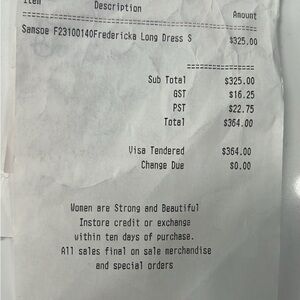 Item Description Amount
Samsoe F23100140Fredericka Long Dress S $325.00
Sub Total $325.00
GST $16.25
PST $22.75
Total $364.00
Visa Tendered $364.00
Change Due $0.00
Women are Strong and Beautiful
Instore credit or exchange
within ten days of purchase.
All sales final on sale merchandise
and special orders